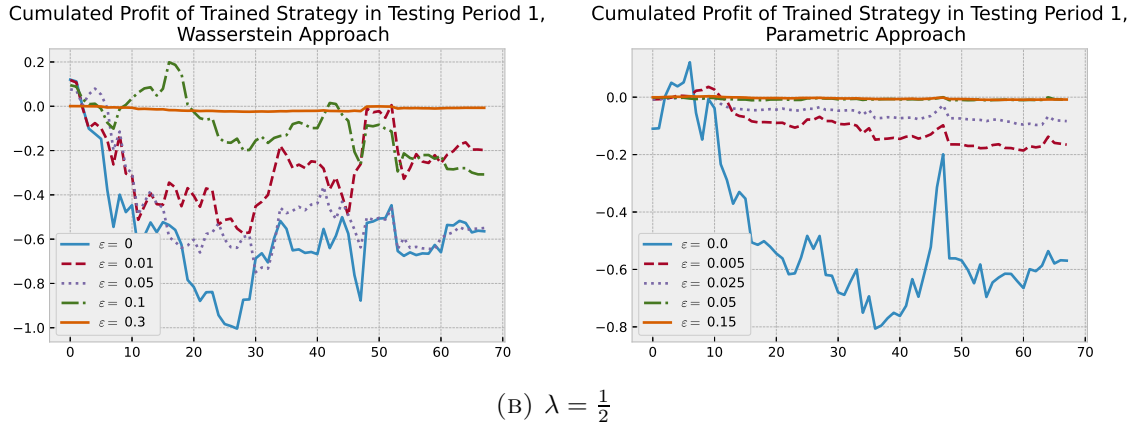 Cumulated Profit of Trained Strategy in Testing Period 1,
Wasserstein Approach
0.2
0.0
−0.2
−0.4
−0.6
−0.8
−1.0
ε = 0
ε = 0.01
ε = 0.05
ε = 0.1
ε = 0.3
0 10 20 30 40 50 60 70
Cumulated Profit of Trained Strategy in Testing Period 1,
Parametric Approach
0.0
−0.2
−0.4
−0.6
−0.8
ε = 0.0
ε = 0.005
ε = 0.025
ε = 0.05
ε = 0.15
0 10 20 30 40 50 60 70
(B) λ = 1/2